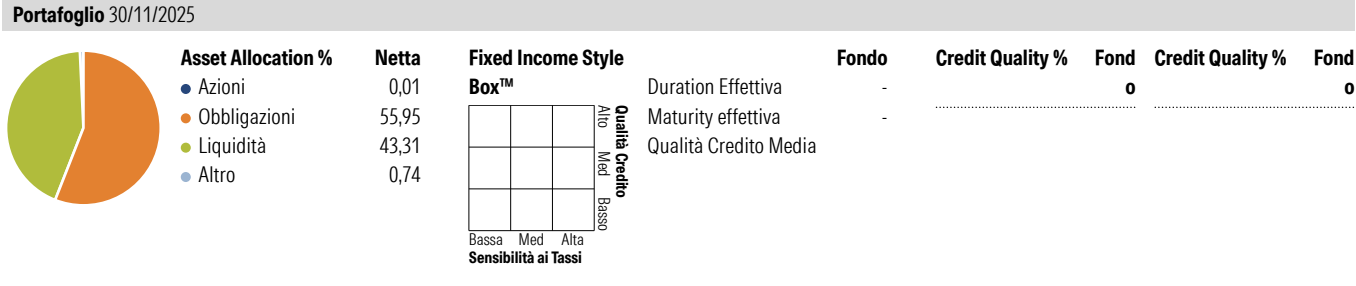 Portafoglio 30/11/2025
Asset Allocation % Netta
Azioni 0,01
Obbligazioni 55,95
Liquidità 43,31
Altro 0,74
Fixed Income Style
Box™
Alto Med Basso
Qualità Credito
Bassa Med Alta
Sensibilità ai Tassi
Fondo
Duration Effettiva -
Maturity effettiva -
Qualità Credito Media
Credit Quality % Fond
o
Credit Quality % Fond
o